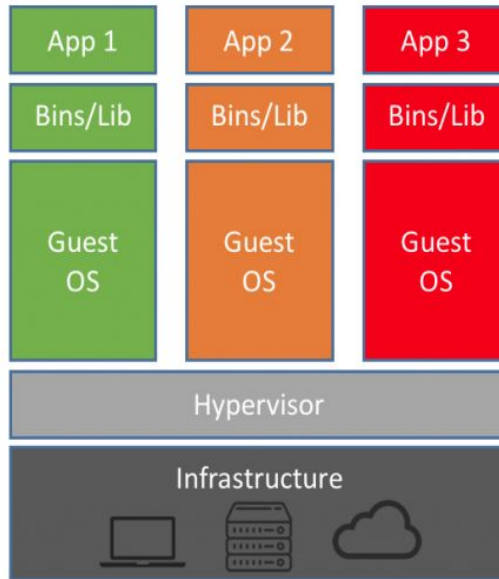 App 1
App 2
App 3
Bins/Lib
Bins/Lib
Bins/Lib
Guest
OS
Guest
OS
Guest
OS
Hypervisor
Infrastructure